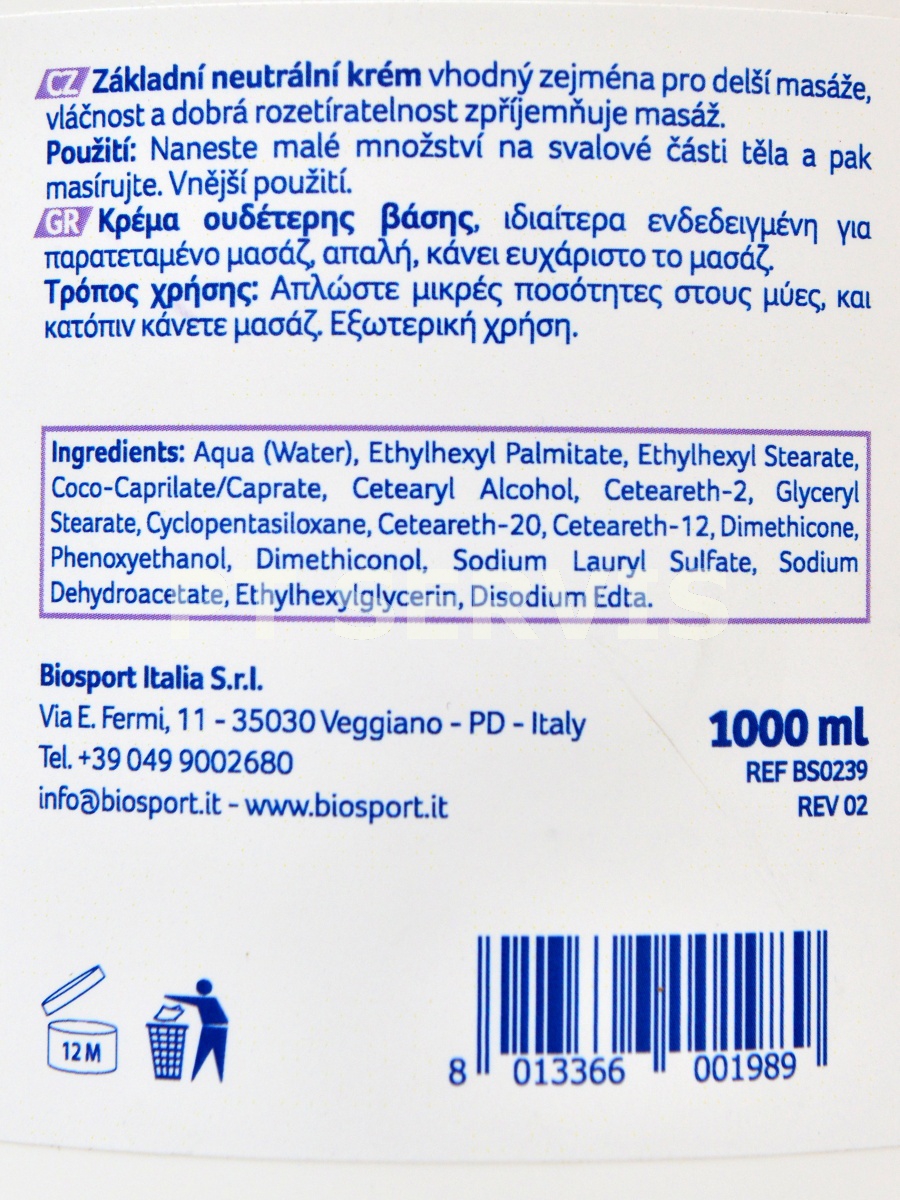 CZ Základní neutrální krém vhodný zejména pro delší masáže,
vláčnost a dobrá rozetíratelnost zpříjemňuje masáž.
Použití: Naneste malé množství na svalové části těla a pak
masírujte. Vnější použití.
GR Κρέμα ουδέτερης βάσης, ιδιαίτερα ενδεδειγμένη για
παρατεταμένο μασάζ, απαλή, κάνει ευχάριστο το μασάζ.
Τρόπος χρήσης: Απλώστε μικρές ποσότητες στους μύες, και
κατόπιν κάνετε μασάζ. Εξωτερική χρήση.
Ingredients: Aqua (Water), Ethylhexyl Palmitate, Ethylhexyl Stearate,
Coco-Caprilate/Caprate, Cetearyl Alcohol, Ceteareth-2, Glyceryl
Stearate, Cyclopentasiloxane, Ceteareth-20, Ceteareth-12, Dimethicone,
Phenoxyethanol, Dimethiconol, Sodium Lauryl Sulfate, Sodium
Dehydroacetate, Ethylhexylglycerin, Disodium Edta.
PT SERVIS
Biosport Italia S.r.l.
Via E. Fermi, 11 - 35030 Veggiano - PD - Italy
Tel. +39 049 9002680
info@biosport.it - www.biosport.it
1000 ml
REF BS0239
REV 02
12 M
8 013366 001989